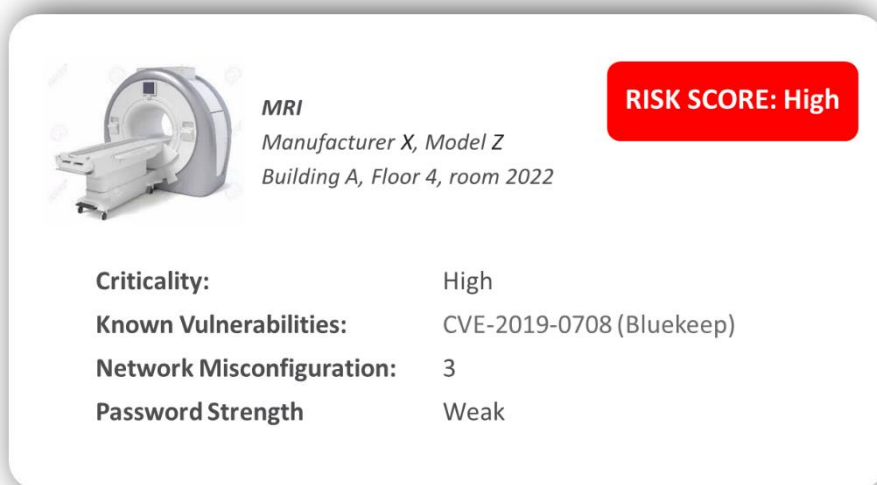 RISK SCORE: High
MRI
Manufacturer X, Model Z
Building A, Floor 4, room 2022
Criticality: High
Known Vulnerabilities: CVE-2019-0708 (Bluekeep)
Network Misconfiguration: 3
Password Strength Weak